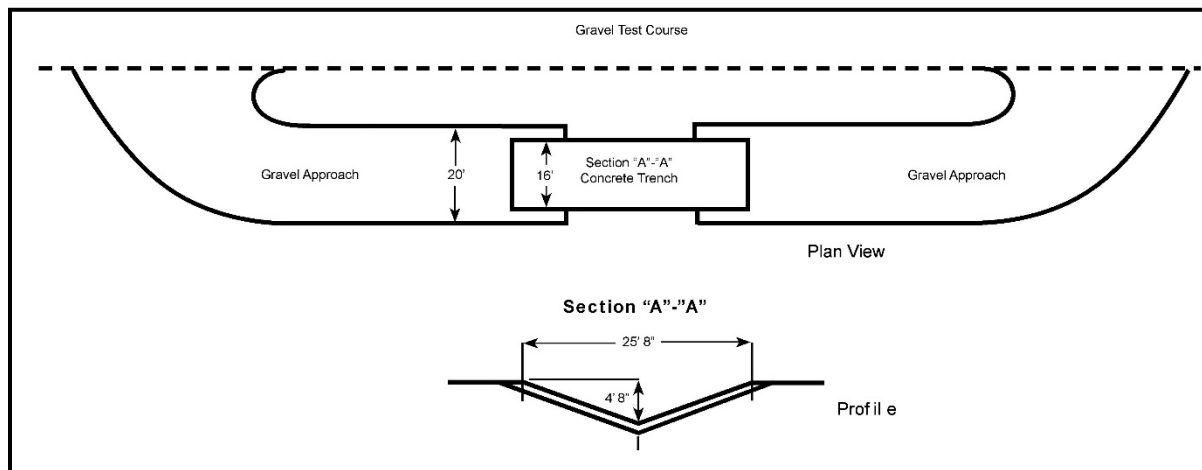 Gravel Test Course
Gravel Approach
20'
16'
Section "A"-"A"
Concrete Trench
Gravel Approach
Plan View
Section "A"-"A"
25' 8"
4' 8"
Profile